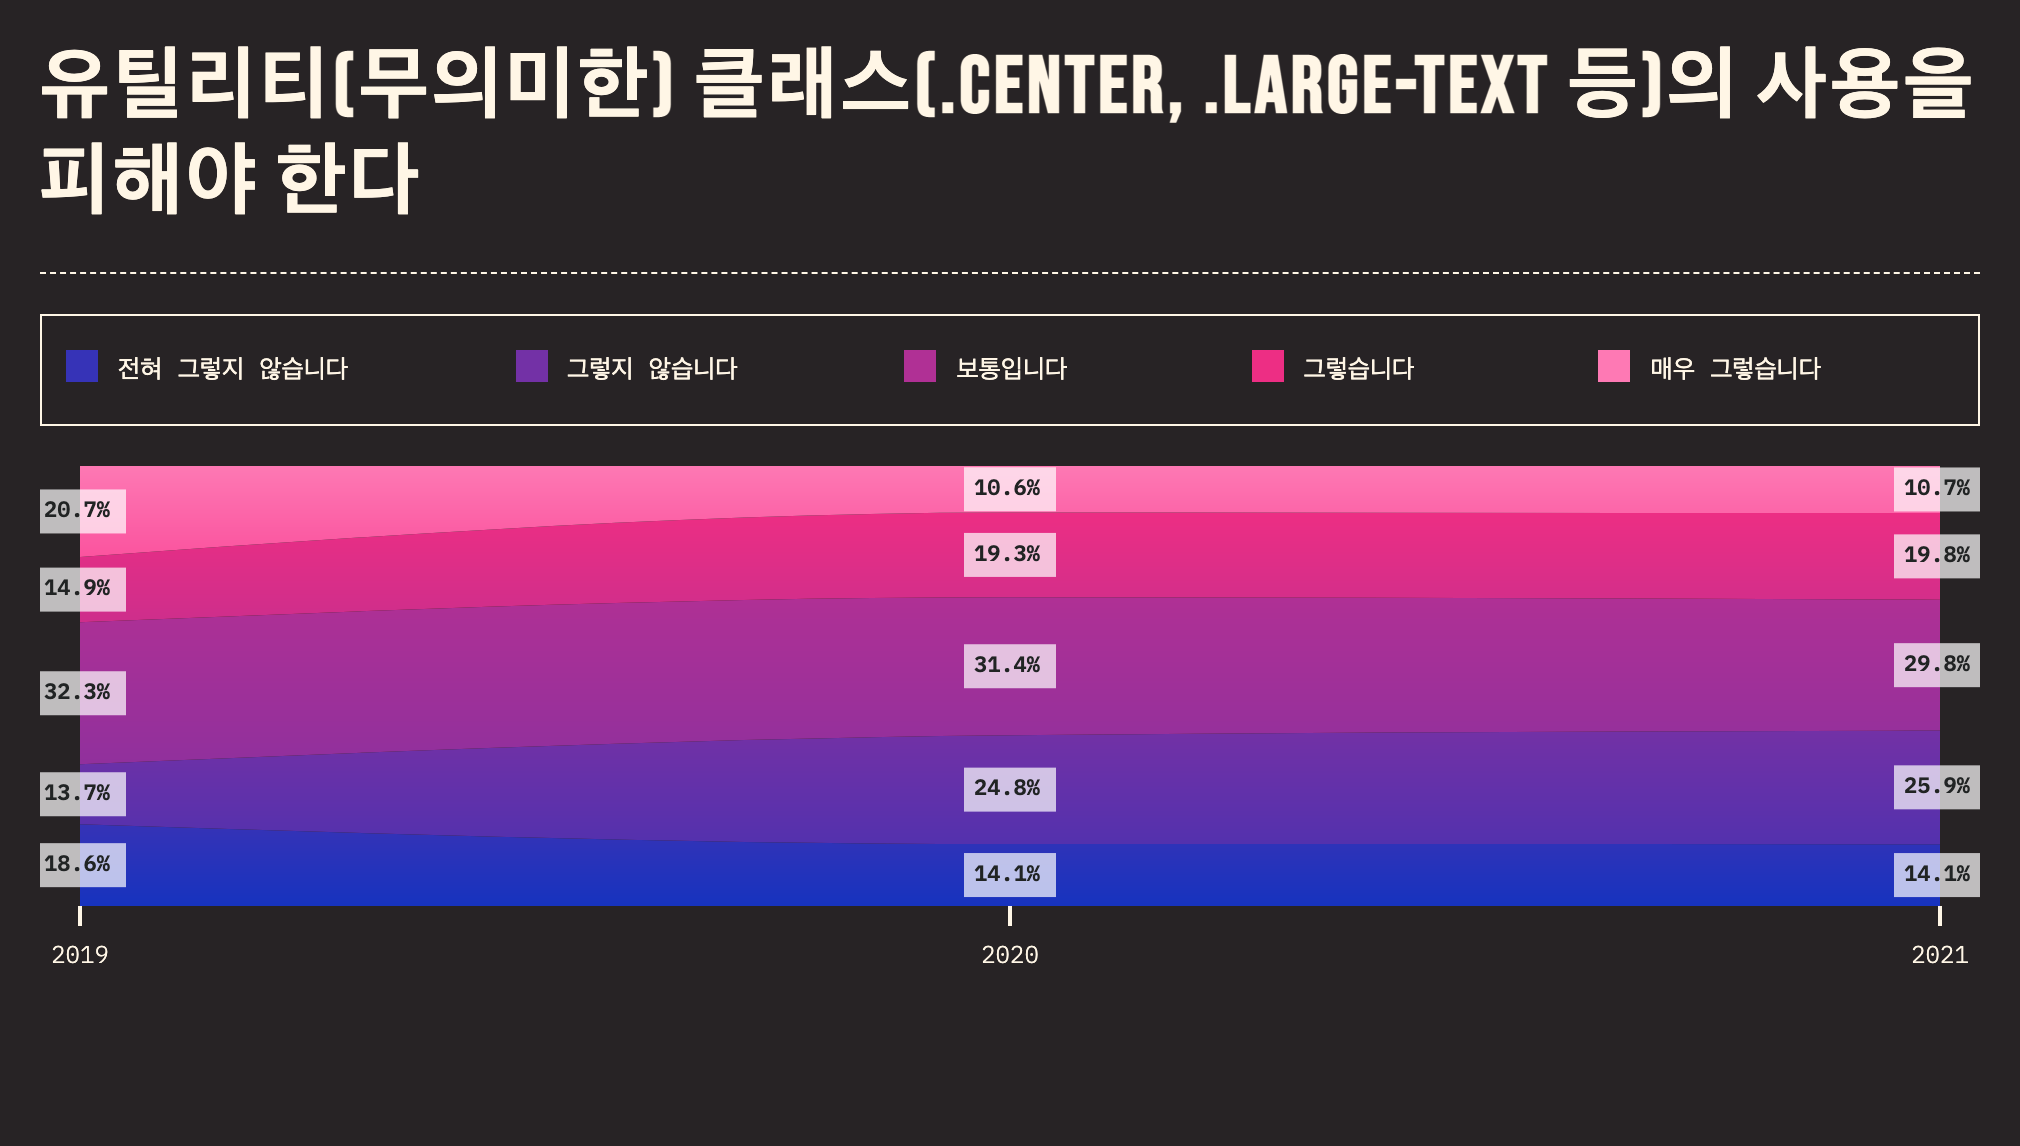 유틸리티(무의미한) 클래스(.CENTER, .LARGE-TEXT 등)의 사용을
피해야 한다
전혀 그렇지 않습니다
그렇지 않습니다
보통입니다
그렇습니다
매우 그렇습니다
20.7%
10.6%
10.7%
14.9%
19.3%
19.8%
32.3%
31.4%
29.8%
13.7%
24.8%
25.9%
18.6%
14.1%
14.1%
2019
2020
2021